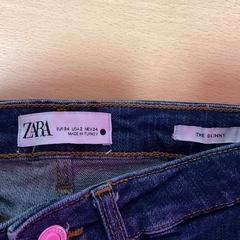 ZARA
EUR 34 USA 2 MEX 24
MADE IN TURKEY
THE SKINNY